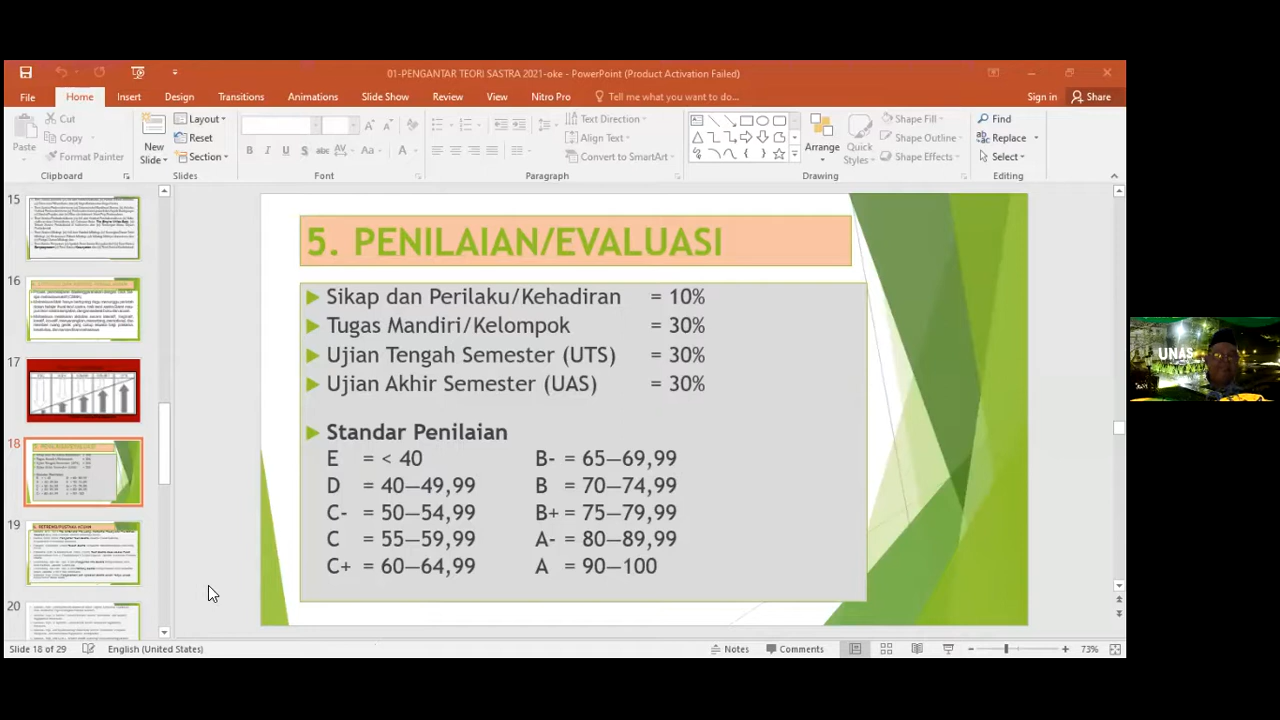 01-PENGANTAR TEORI SASTRA 2021-oke - PowerPoint (Product Activation Failed)
File Home Insert Design Transitions Animations Slide Show Review View Nitro Pro Tell me what you want to do... Sign in Share
Paste
Cut
Copy
Format Painter
Clipboard
New Slide
Layout
Reset
Section
Slides
Font
Text Direction
Align Text
Convert to SmartArt
Paragraph
Arrange
Quick Styles
Shape Fill
Shape Outline
Shape Effects
Drawing
Find
Replace
Select
Editing
15
16
17
18
19
20
5. PENILAIAN/EVALUASI
Sikap dan Perilaku/Kehadiran = 10%
Tugas Mandiri/Kelompok = 30%
Ujian Tengah Semester (UTS) = 30%
Ujian Akhir Semester (UAS) = 30%
Standar Penilaian
E = < 40 B- = 65—69,99
D = 40—49,99 B = 70—74,99
C- = 50—54,99 B+ = 75—79,99
C = 55—59,99 A- = 80—89,99
C+ = 60—64,99 A = 90—100
UNAS
Slide 18 of 29 English (United States) Notes Comments 73%